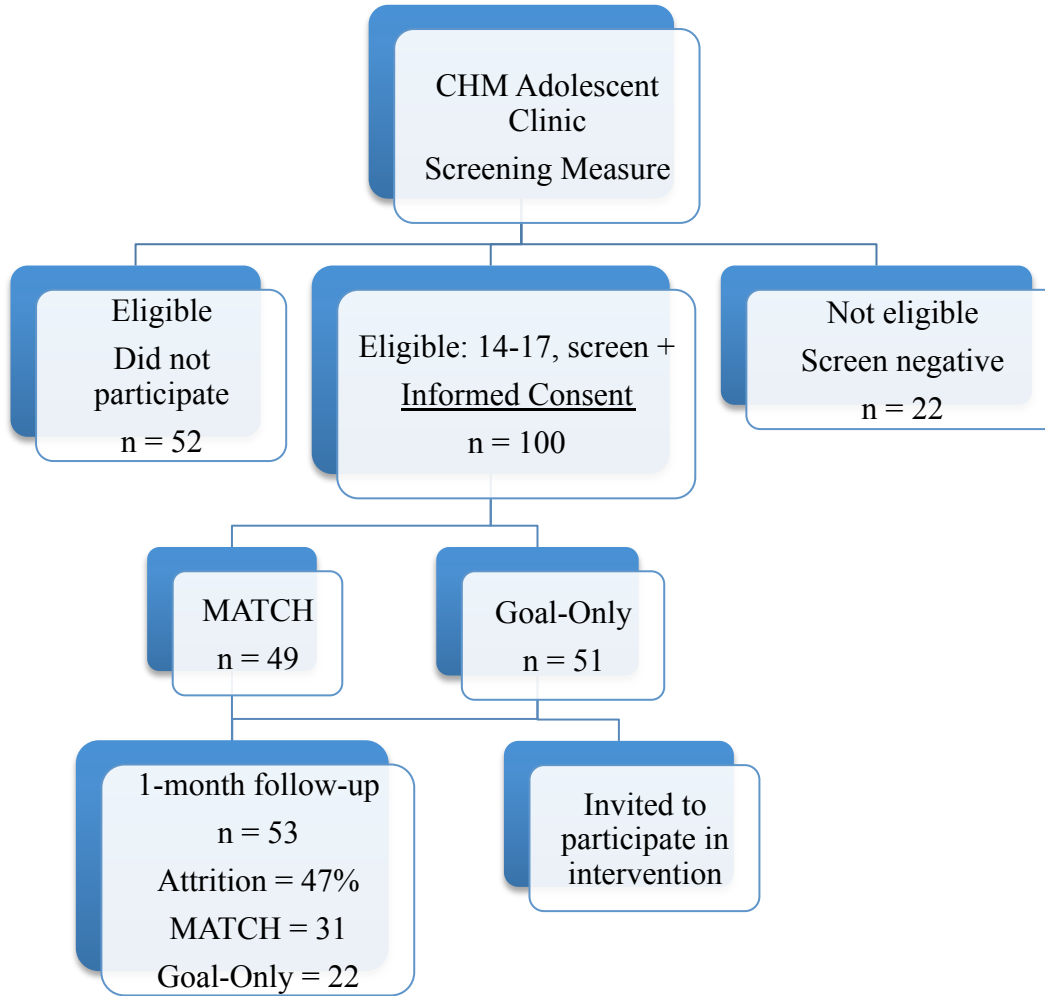 CHM Adolescent
Clinic
Screening Measure
Eligible
Did not
participate
n = 52
Eligible: 14-17, screen +
Informed Consent
n = 100
Not eligible
Screen negative
n = 22
MATCH
n = 49
Goal-Only
n = 51
1-month follow-up
n = 53
Attrition = 47%
MATCH = 31
Goal-Only = 22
Invited to
participate in
intervention